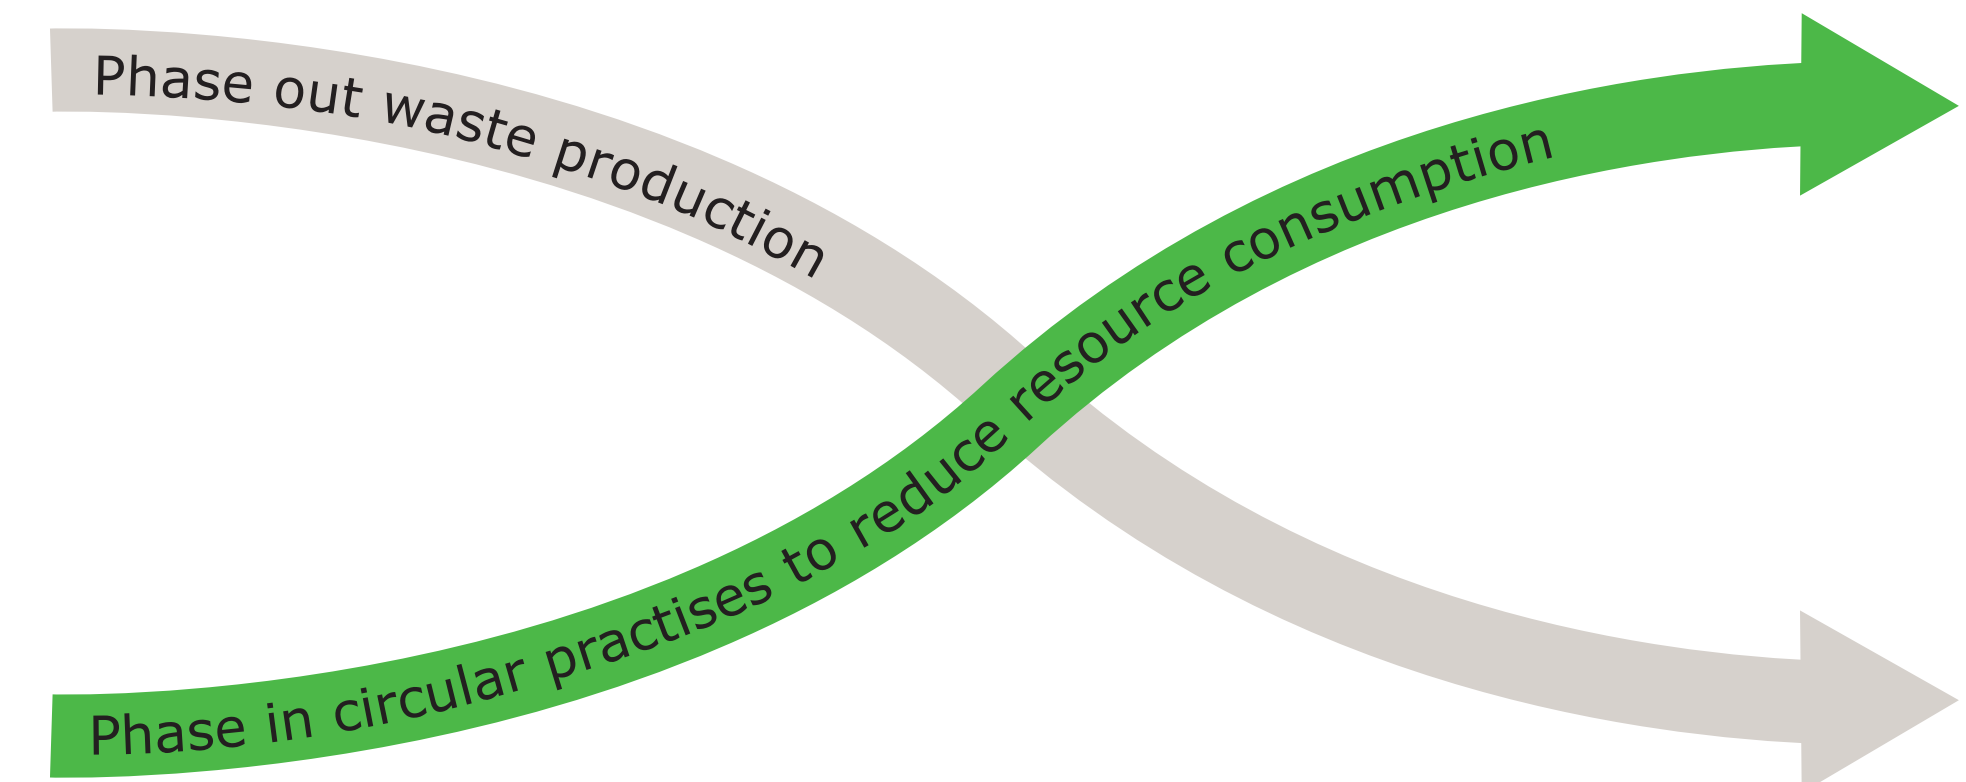 Phase out waste production
Phase in circular practises to reduce resource consumption